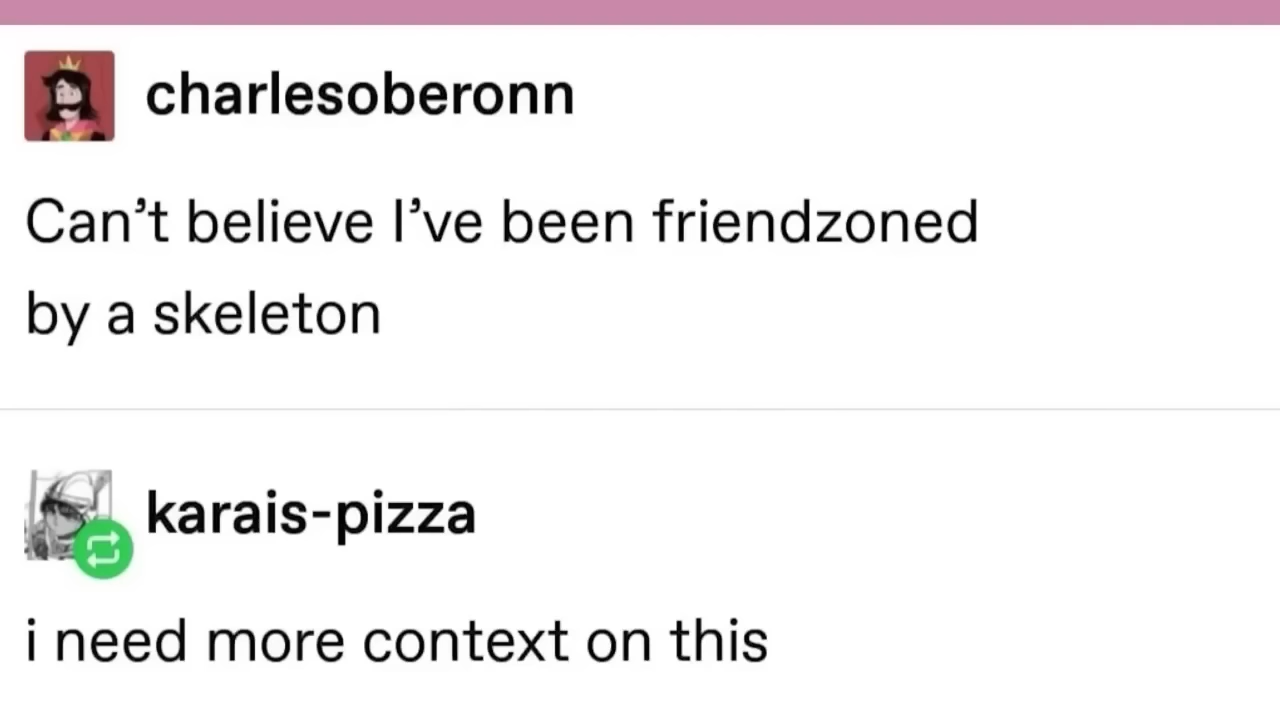 charlesoberonn
Can’t believe I’ve been friendzoned
by a skeleton
karais-pizza
i need more context on this